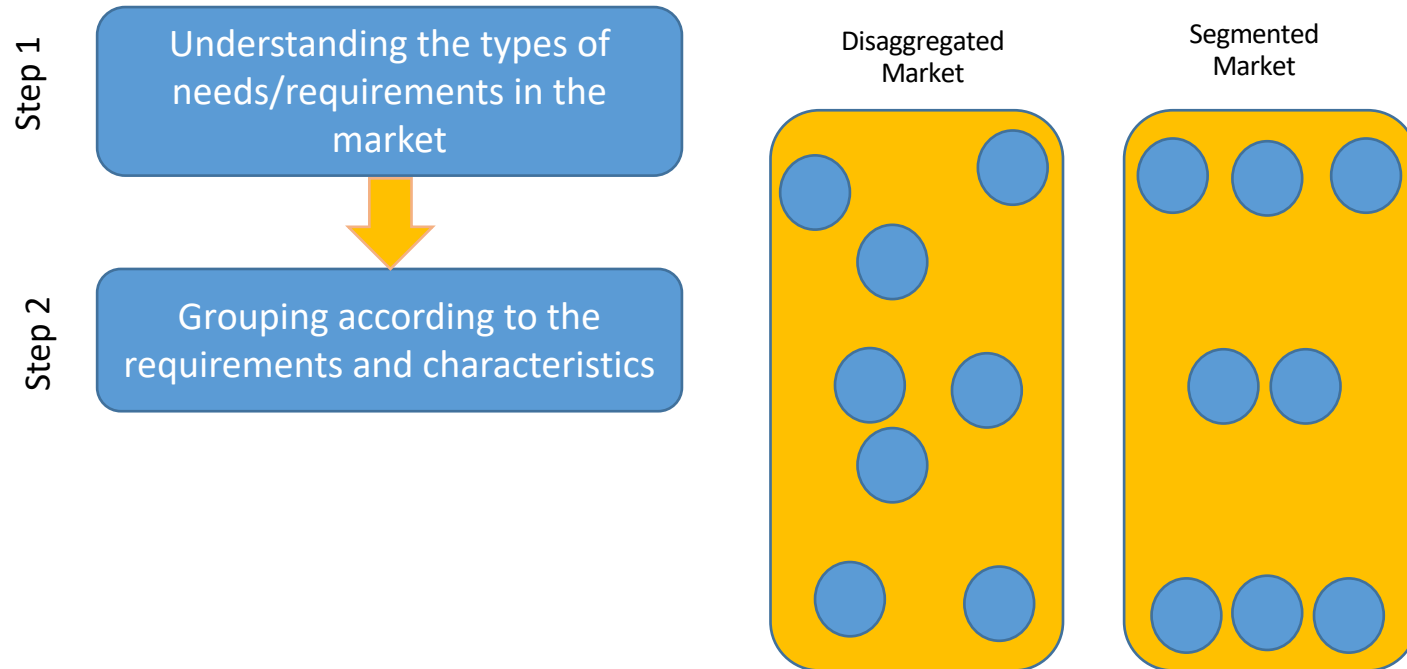 Step 1
Understanding the types of
needs/requirements in the
market
Step 2
Grouping according to the
requirements and characteristics
Disaggregated
Market
Segmented
Market